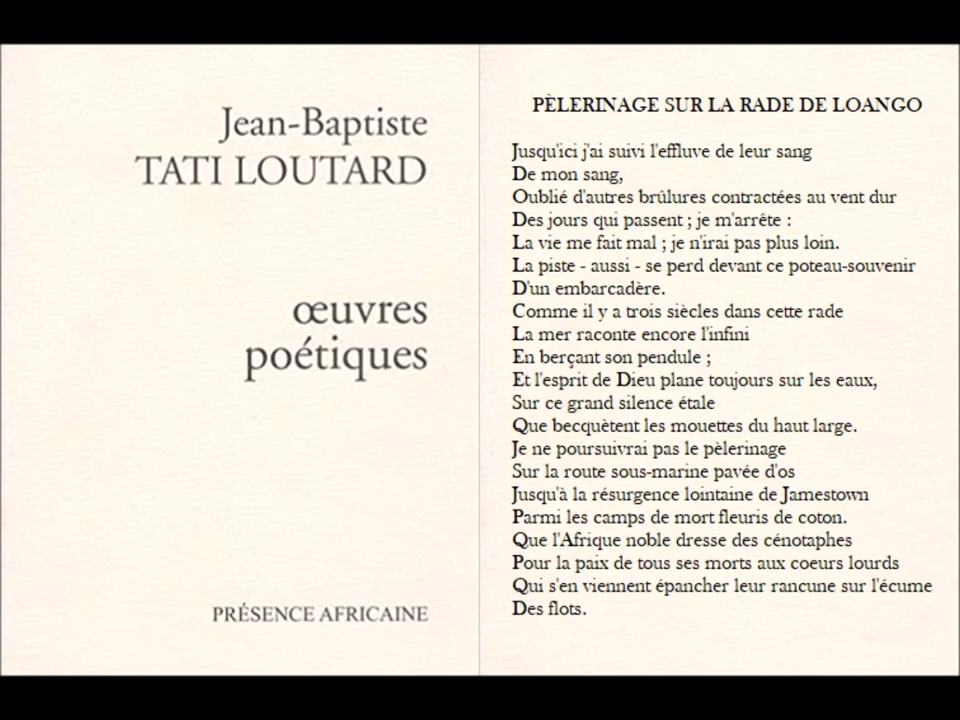 Jean-Baptiste
TATI LOUTARD
œuvres
poétiques
PRÉSENCE AFRICAINE
PÈLERINAGE SUR LA RADE DE LOANGO
Jusqu'ici j'ai suivi l'effluve de leur sang
De mon sang,
Oublié d'autres brûlures contractées au vent dur
Des jours qui passent ; je m'arrête :
La vie me fait mal ; je n'irai pas plus loin.
La piste - aussi - se perd devant ce poteau-souvenir
D'un embarcadère.
Comme il y a trois siècles dans cette rade
La mer raconte encore l'infini
En berçant son pendule ;
Et l'esprit de Dieu plane toujours sur les eaux,
Sur ce grand silence étale
Que becquètent les mouettes du haut large.
Je ne poursuivrai pas le pèlerinage
Sur la route sous-marine pavée d'os
Jusqu'à la résurgence lointaine de Jamestown
Parmi les camps de mort fleuris de coton.
Que l'Afrique noble dresse des cénotaphes
Pour la paix de tous ses morts aux coeurs lourds
Qui s'en viennent épancher leur rancune sur l'écume
Des flots.